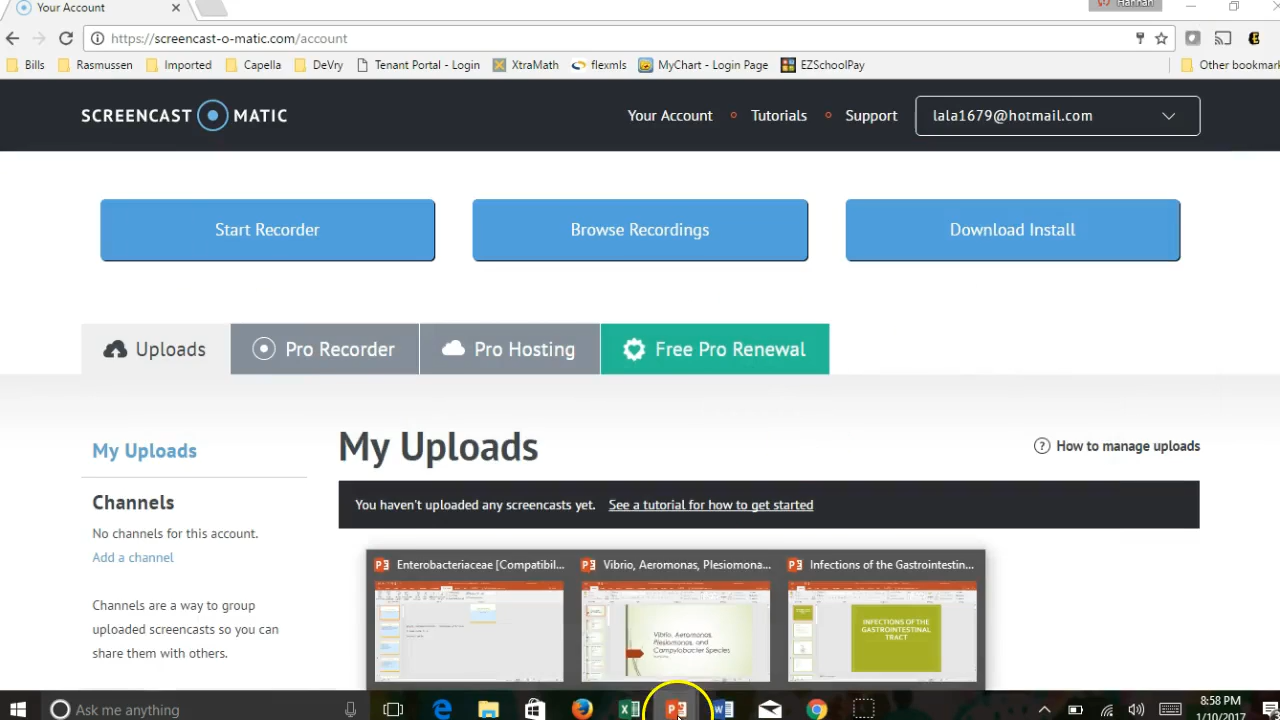 Your Account
Hannah
https://screencast-o-matic.com/account
Bills Rasmussen Imported Capella DeVry Tenant Portal - Login XtraMath flexmls MyChart - Login Page EZSchoolPay Other bookmark
SCREENCAST MATIC Your Account Tutorials Support lala1679@hotmail.com
Start Recorder Browse Recordings Download Install
Uploads Pro Recorder Pro Hosting Free Pro Renewal
My Uploads
My Uploads
How to manage uploads
You haven't uploaded any screencasts yet. See a tutorial for how to get started
Channels
No channels for this account.
Add a channel
Channels are a way to group
uploaded screencasts so you can
share them with others.
Enterobacteriaceae [Compatibil... Vibrio, Aeromonas, Plesiomona... Infections of the Gastrointestin...
Vibrio, Aeromonas,
Plesiomonas, and
Campylobacter Species
INFECTIONS OF THE
GASTROINTESTINAL
TRACT
Ask me anything
8:58 PM
1/10/2017